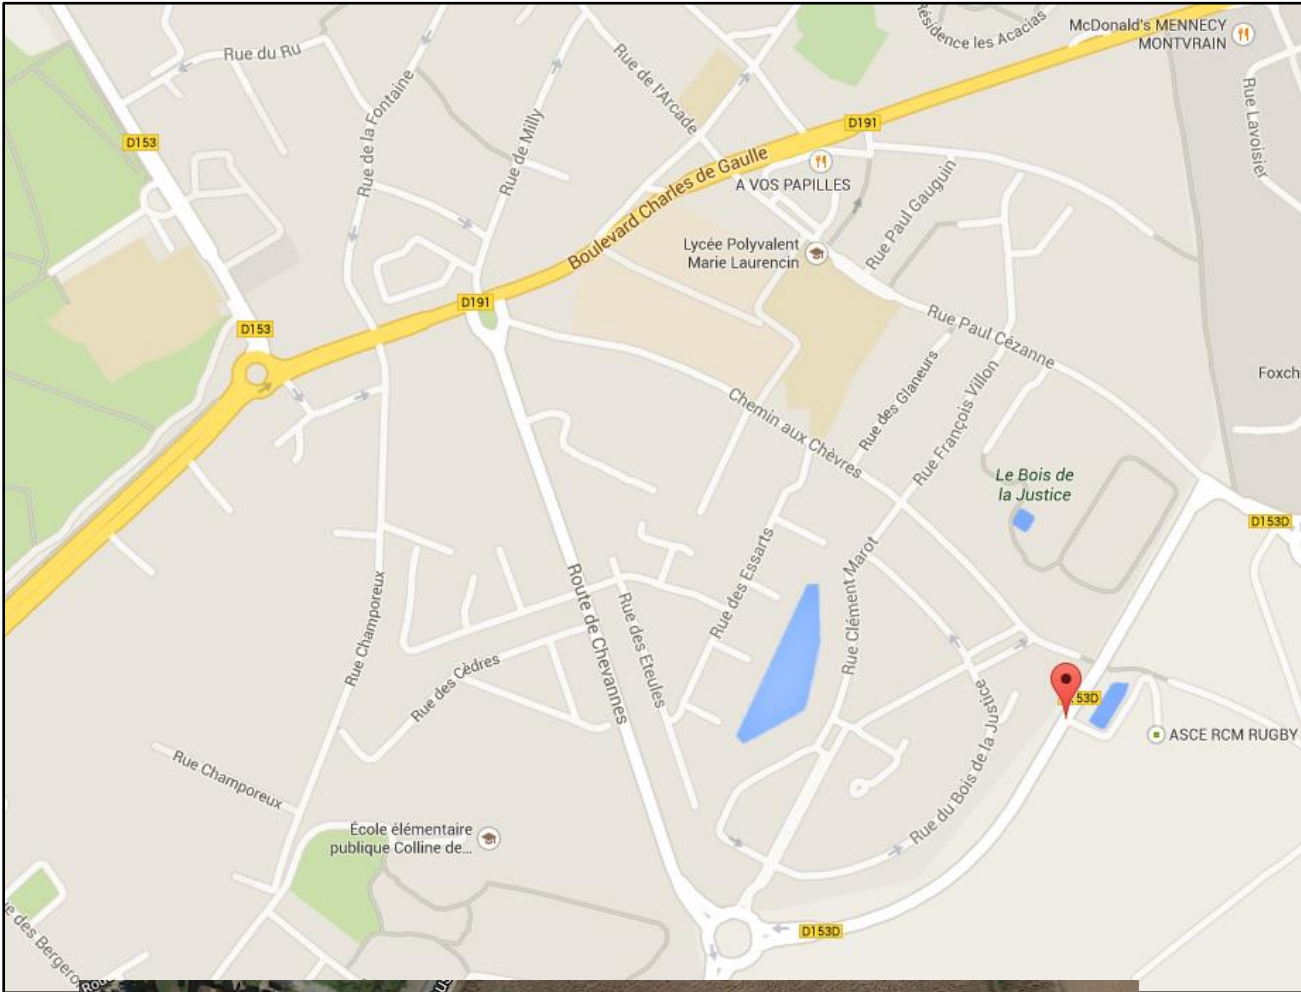 Résidence les Acacias
McDonald's MENNECY
MONTVRAIN
Rue du Ru
Rue de l'Arcade
Rue de la Fontaine
Rue de Milly
Rue Lavoisier
D153
D191
Boulevard Charles de Gaulle
A VOS PAPILLES
Rue Paul Gauguin
Lycée Polyvalent
Marie Laurencin
D191
D153
Rue Paul Cézanne
Foxch
Rue des Glaneurs
Rue François Villon
Chemin aux Chèvres
Le Bois de
la Justice
D153D
Rue Clément Marot
Rue des Essarts
Route de Chevannes
Rue des Eteules
Rue Champoreux
Rue des Cèdres
Rue du Bois de la Justice
53D
ASCE RCM RUGBY
Rue Champoreux
École élémentaire
publique Colline de...
D153D
e des Bergero
Rou